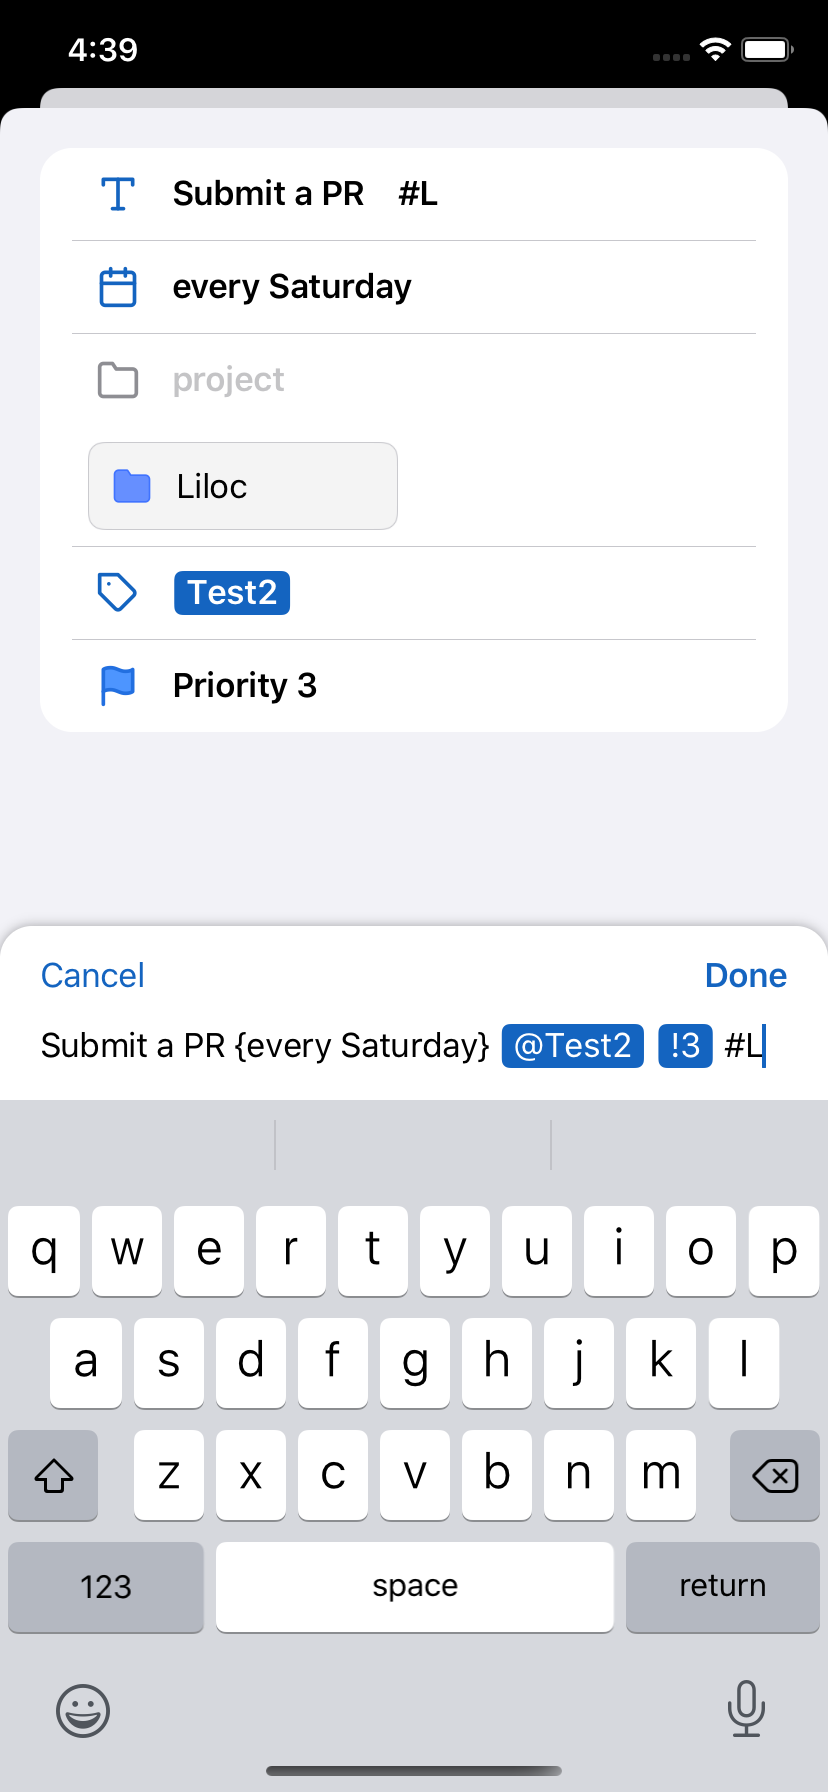 4:39
Submit a PR #L
every Saturday
project
Liloc
Test2
Priority 3
Cancel Done
Submit a PR {every Saturday} @Test2 !3 #L
q w e r t y u i o p
a s d f g h j k l
z x c v b n m
123 space return